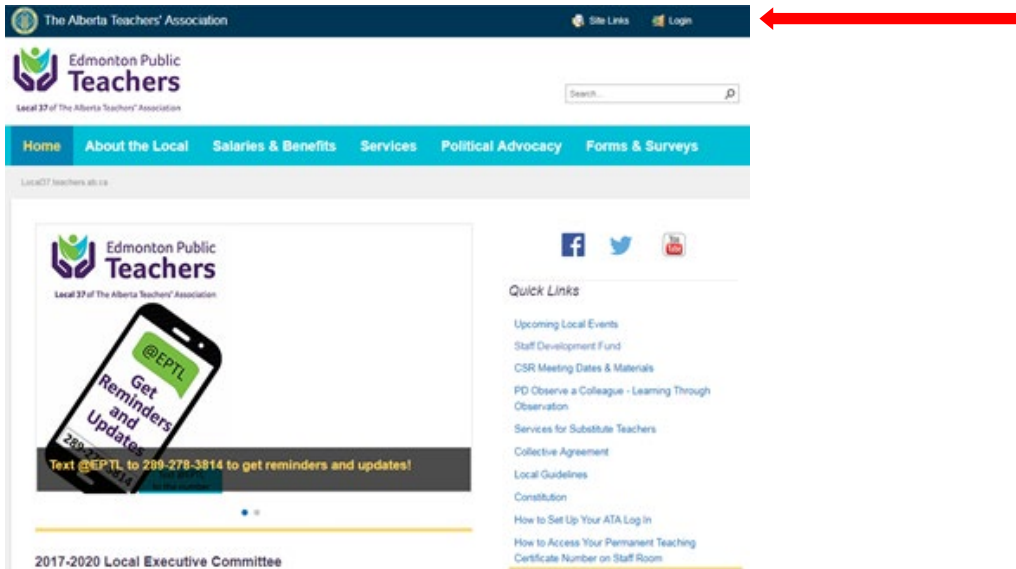 The Alberta Teachers' Association
Site Links
Login
Edmonton Public
Teachers
Local 37 of The Alberta Teachers' Association
Search...
Home About the Local Salaries & Benefits Services Political Advocacy Forms & Surveys
Local37.teachers.ab.ca
Edmonton Public
Teachers
Local 37 of The Alberta Teachers' Association
@EPTL
Get
Reminders
and
Updates
289-278-3814
Text @EPTL to 289-278-3814 to get reminders and updates!
You
Tube
Quick Links
Upcoming Local Events
Staff Development Fund
CSR Meeting Dates & Materials
PD Observe a Colleague - Learning Through
Observation
Services for Substitute Teachers
Collective Agreement
Local Guidelines
Constitution
How to Set Up Your ATA Log In
How to Access Your Permanent Teaching
Certificate Number on Staff Room
2017-2020 Local Executive Committee